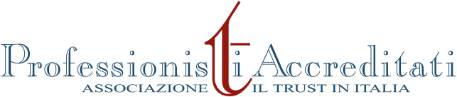 Professionisti Accreditati
ASSOCIAZIONE IL TRUST IN ITALIA